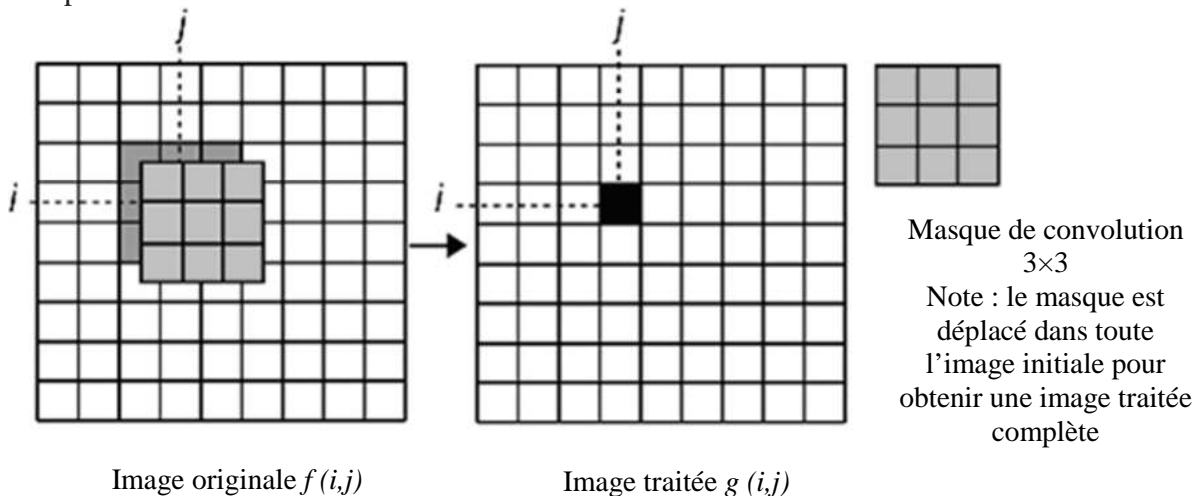 j
j
i
i
Masque de convolution
3×3
Note : le masque est
déplacé dans toute
l'image initiale pour
obtenir une image traitée
complète
Image originale f (i,j)
Image traitée g (i,j)